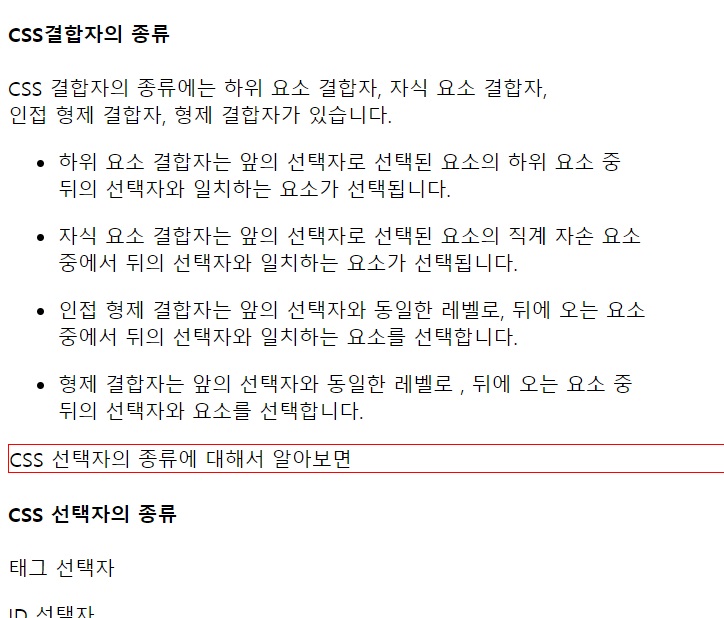 CSS결합자의 종류
CSS 결합자의 종류에는 하위 요소 결합자, 자식 요소 결합자,
인접 형제 결합자, 형제 결합자가 있습니다.
하위 요소 결합자는 앞의 선택자로 선택된 요소의 하위 요소 중
뒤의 선택자와 일치하는 요소가 선택됩니다.
자식 요소 결합자는 앞의 선택자로 선택된 요소의 직계 자손 요소
중에서 뒤의 선택자와 일치하는 요소가 선택됩니다.
인접 형제 결합자는 앞의 선택자와 동일한 레벨로, 뒤에 오는 요소
중에서 뒤의 선택자와 일치하는 요소를 선택합니다.
형제 결합자는 앞의 선택자와 동일한 레벨로 , 뒤에 오는 요소 중
뒤의 선택자와 요소를 선택합니다.
CSS 선택자의 종류에 대해서 알아보면
CSS 선택자의 종류
태그 선택자
ID 선택자